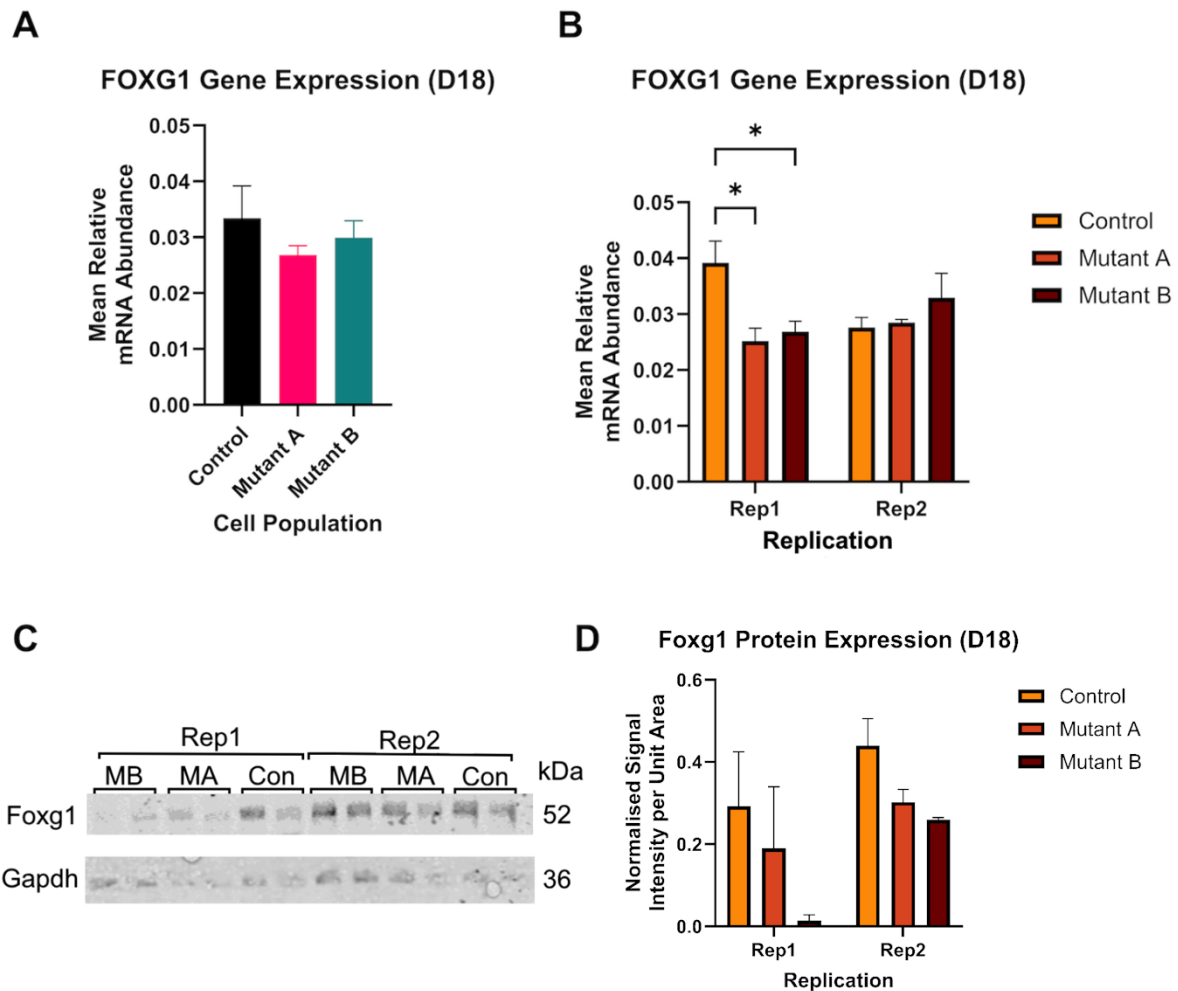 A
FOXG1 Gene Expression (D18)
Mean Relative
mRNA Abundance
0.05
0.04
0.03
0.02
0.01
0.00
Control
Mutant A
Mutant B
Cell Population
B
FOXG1 Gene Expression (D18)
Mean Relative
mRNA Abundance
*
*
0.05
0.04
0.03
0.02
0.01
0.00
Rep1
Rep2
Replication
Control
Mutant A
Mutant B
C
Rep1
Rep2
MB
MA
Con
MB
MA
Con
kDa
Foxg1
52
Gapdh
36
D
Foxg1 Protein Expression (D18)
Normalised Signal
Intensity per Unit Area
0.6
0.4
0.2
0.0
Rep1
Rep2
Replication
Control
Mutant A
Mutant B